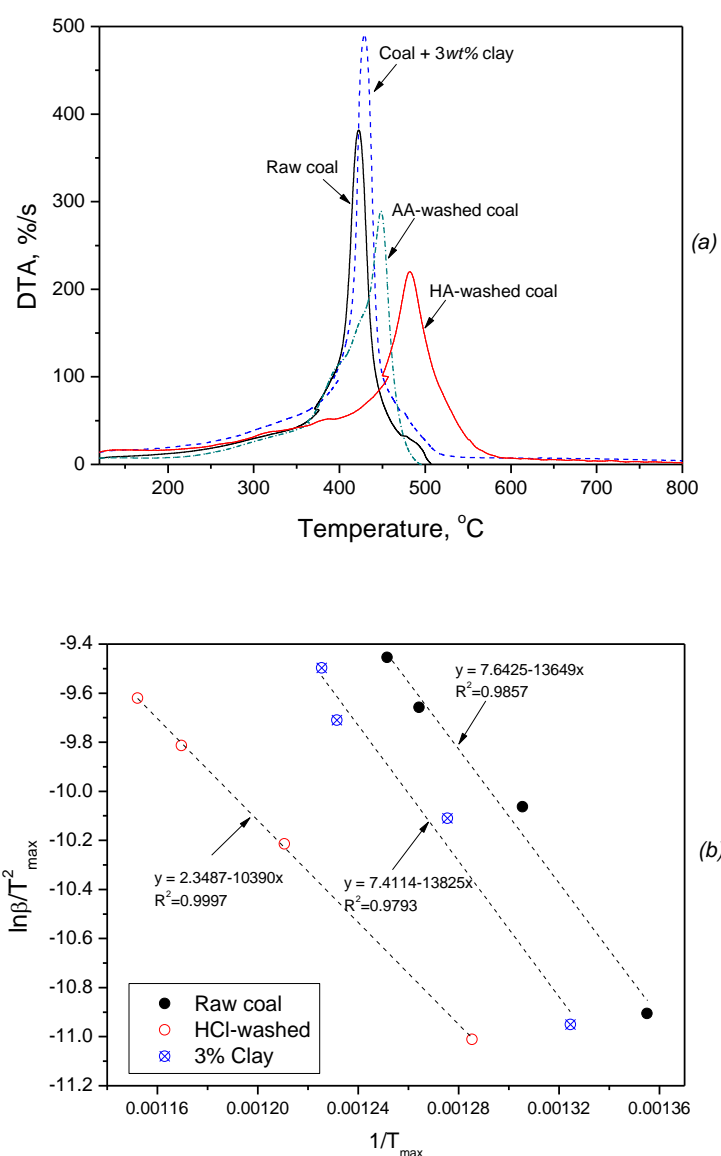 500
400
300
200
100
0
DTA, %/s
Coal + 3wt% clay
Raw coal
AA-washed coal
HA-washed coal
(a)
200 300 400 500 600 700 800
Temperature, °C
-9.4
-9.6
-9.8
-10.0
-10.2
-10.4
-10.6
-10.8
-11.0
-11.2
lnβ/T²max
y = 7.6425-13649x
R²=0.9857
(b)
y = 2.3487-10390x
R²=0.9997
y = 7.4114-13825x
R²=0.9793
Raw coal
HCl-washed
3% Clay
0.00116 0.00120 0.00124 0.00128 0.00132 0.00136
1/Tmax